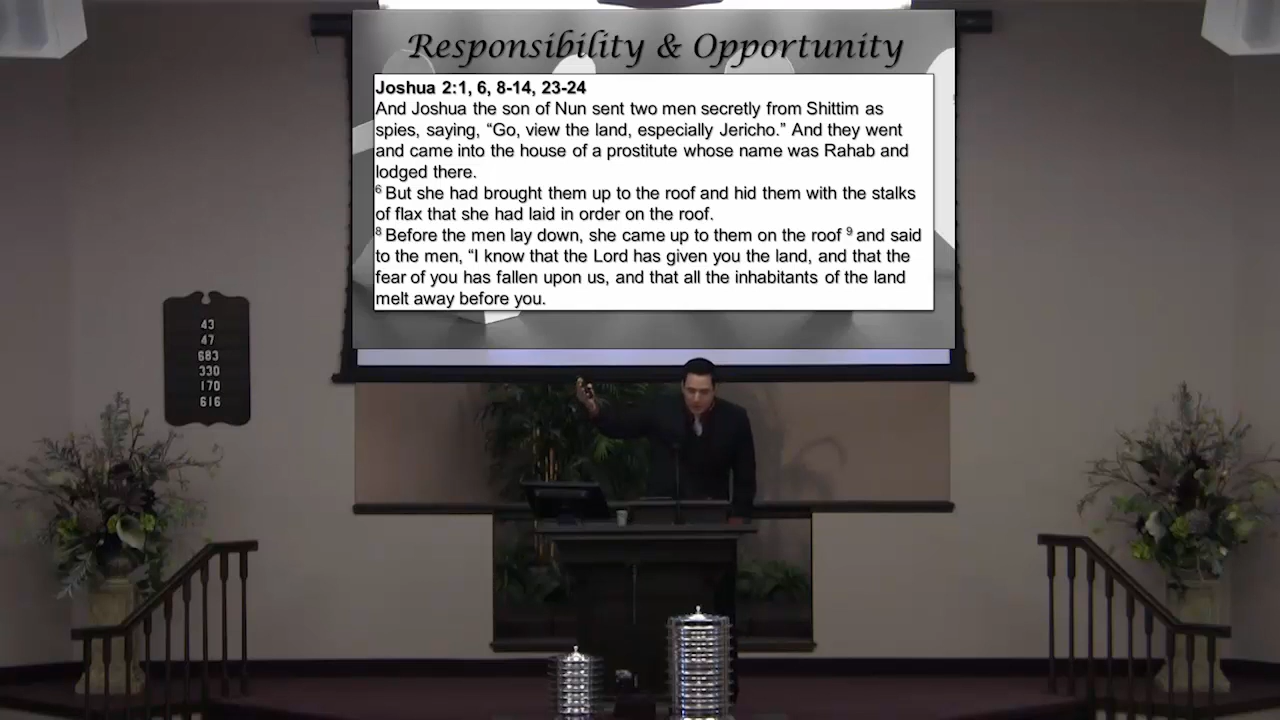 Responsibility & Opportunity
Joshua 2:1, 6, 8-14, 23-24
And Joshua the son of Nun sent two men secretly from Shittim as
spies, saying, “Go, view the land, especially Jericho.” And they went
and came into the house of a prostitute whose name was Rahab and
lodged there.
6 But she had brought them up to the roof and hid them with the stalks
of flax that she had laid in order on the roof.
8 Before the men lay down, she came up to them on the roof 9 and said
to the men, “I know that the Lord has given you the land, and that the
fear of you has fallen upon us, and that all the inhabitants of the land
melt away before you.
43
47
683
330
170
616